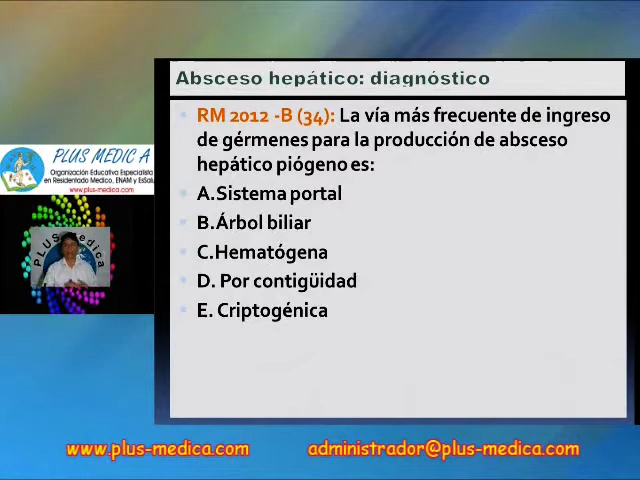 Absceso hepático: diagnóstico
RM 2012 -B (34): La vía más frecuente de ingreso
de gérmenes para la producción de absceso
hepático piógeno es:
A.Sistema portal
B.Árbol biliar
C.Hematógena
D. Por contigüidad
E. Criptogénica
PLUS MEDIC A
Organización Educativa Especialista
en Residentado Medico, ENAM y EsSalud
www.plus-medica.com
PLUS Medica
www.plus-medica.com
administrador@plus-medica.com